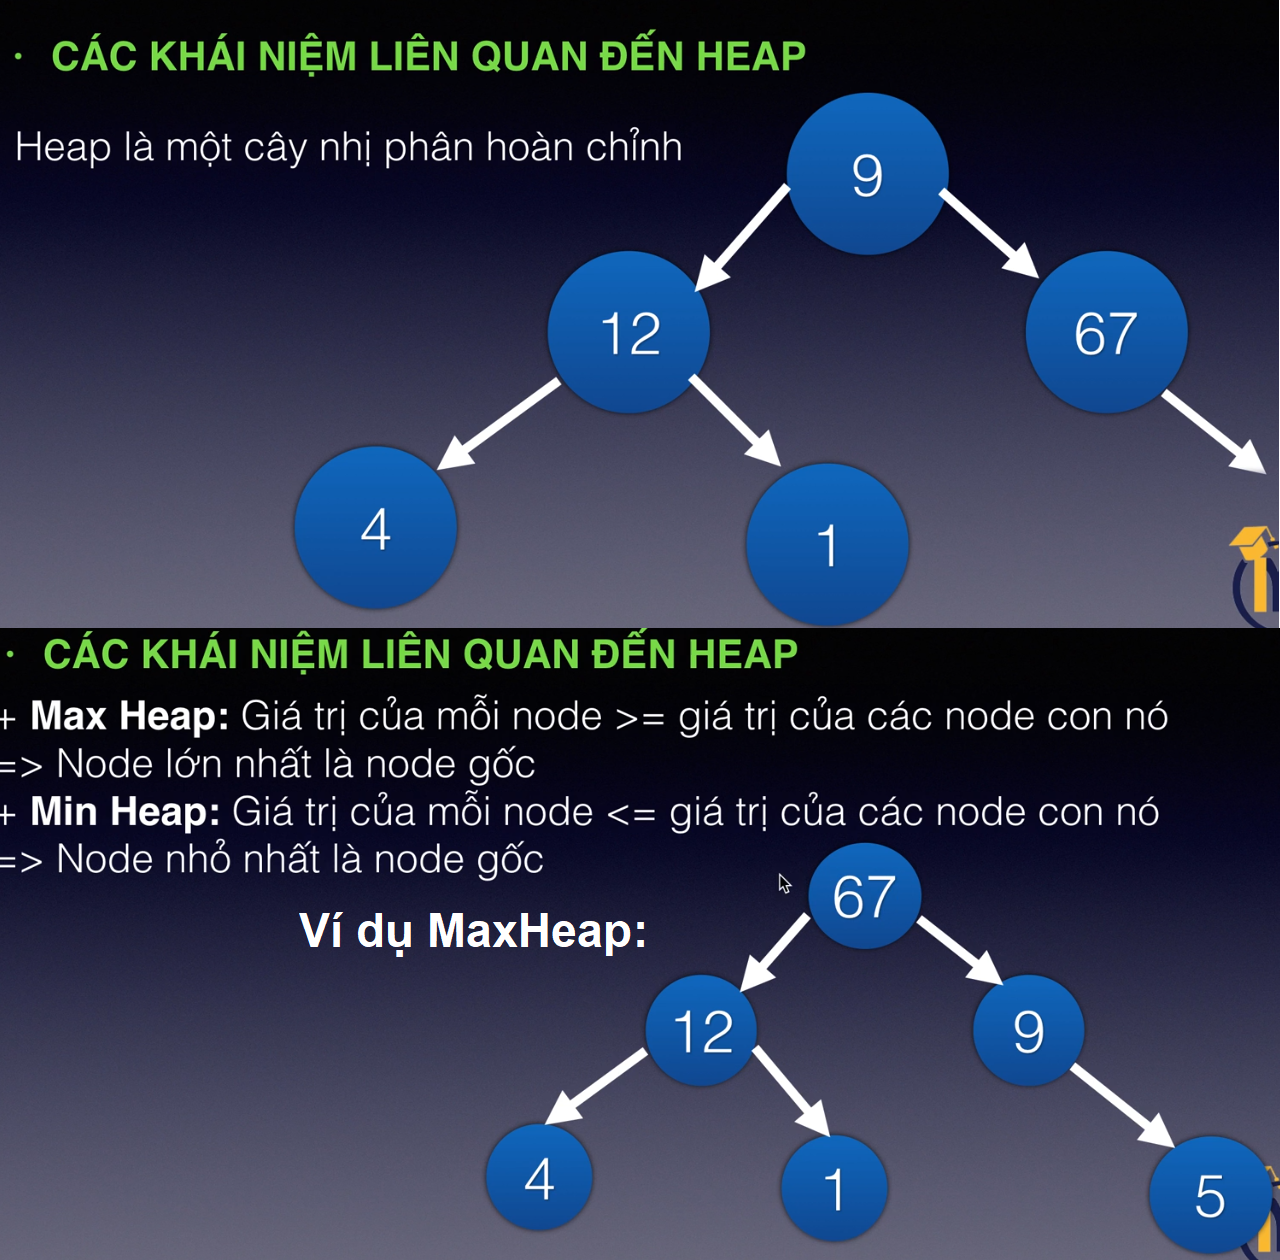 · CÁC KHÁI NIỆM LIÊN QUAN ĐẾN HEAP
Heap là một cây nhị phân hoàn chỉnh
9
12
67
4
1
· CÁC KHÁI NIỆM LIÊN QUAN ĐẾN HEAP
+ Max Heap: Giá trị của mỗi node >= giá trị của các node con nó
=> Node lớn nhất là node gốc
+ Min Heap: Giá trị của mỗi node <= giá trị của các node con nó
=> Node nhỏ nhất là node gốc
67
Ví dụ MaxHeap:
12
9
4
1
5